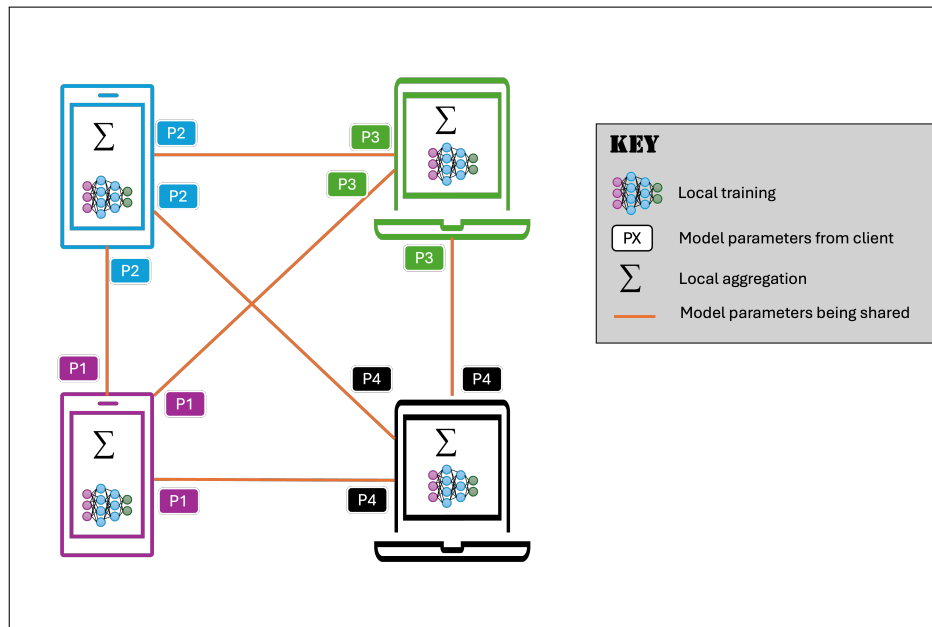 Σ
P2
P3
Σ
P3
P2
P3
P2
P1
P4
P4
P1
Σ
Σ
P1
P4
KEY
Local training
PX Model parameters from client
Σ Local aggregation
Model parameters being shared